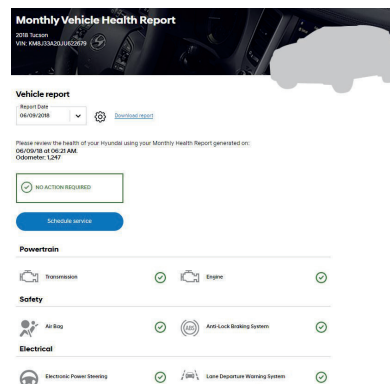 Monthly Vehicle Health Report
2018 Tucson
VIN: KM8J33A20JU622679
Vehicle report
Report Date
06/09/2018
Download report
Please review the health of your Hyundai using your Monthly Health Report generated on:
06/09/18 at 06:21 AM.
Odometer: 1,247
NO ACTION REQUIRED
Schedule service
Powertrain
Transmission
Engine
Safety
Air Bag
ABS
Anti-Lock Braking System
Electrical
Electronic Power Steering
Lane Departure Warning System